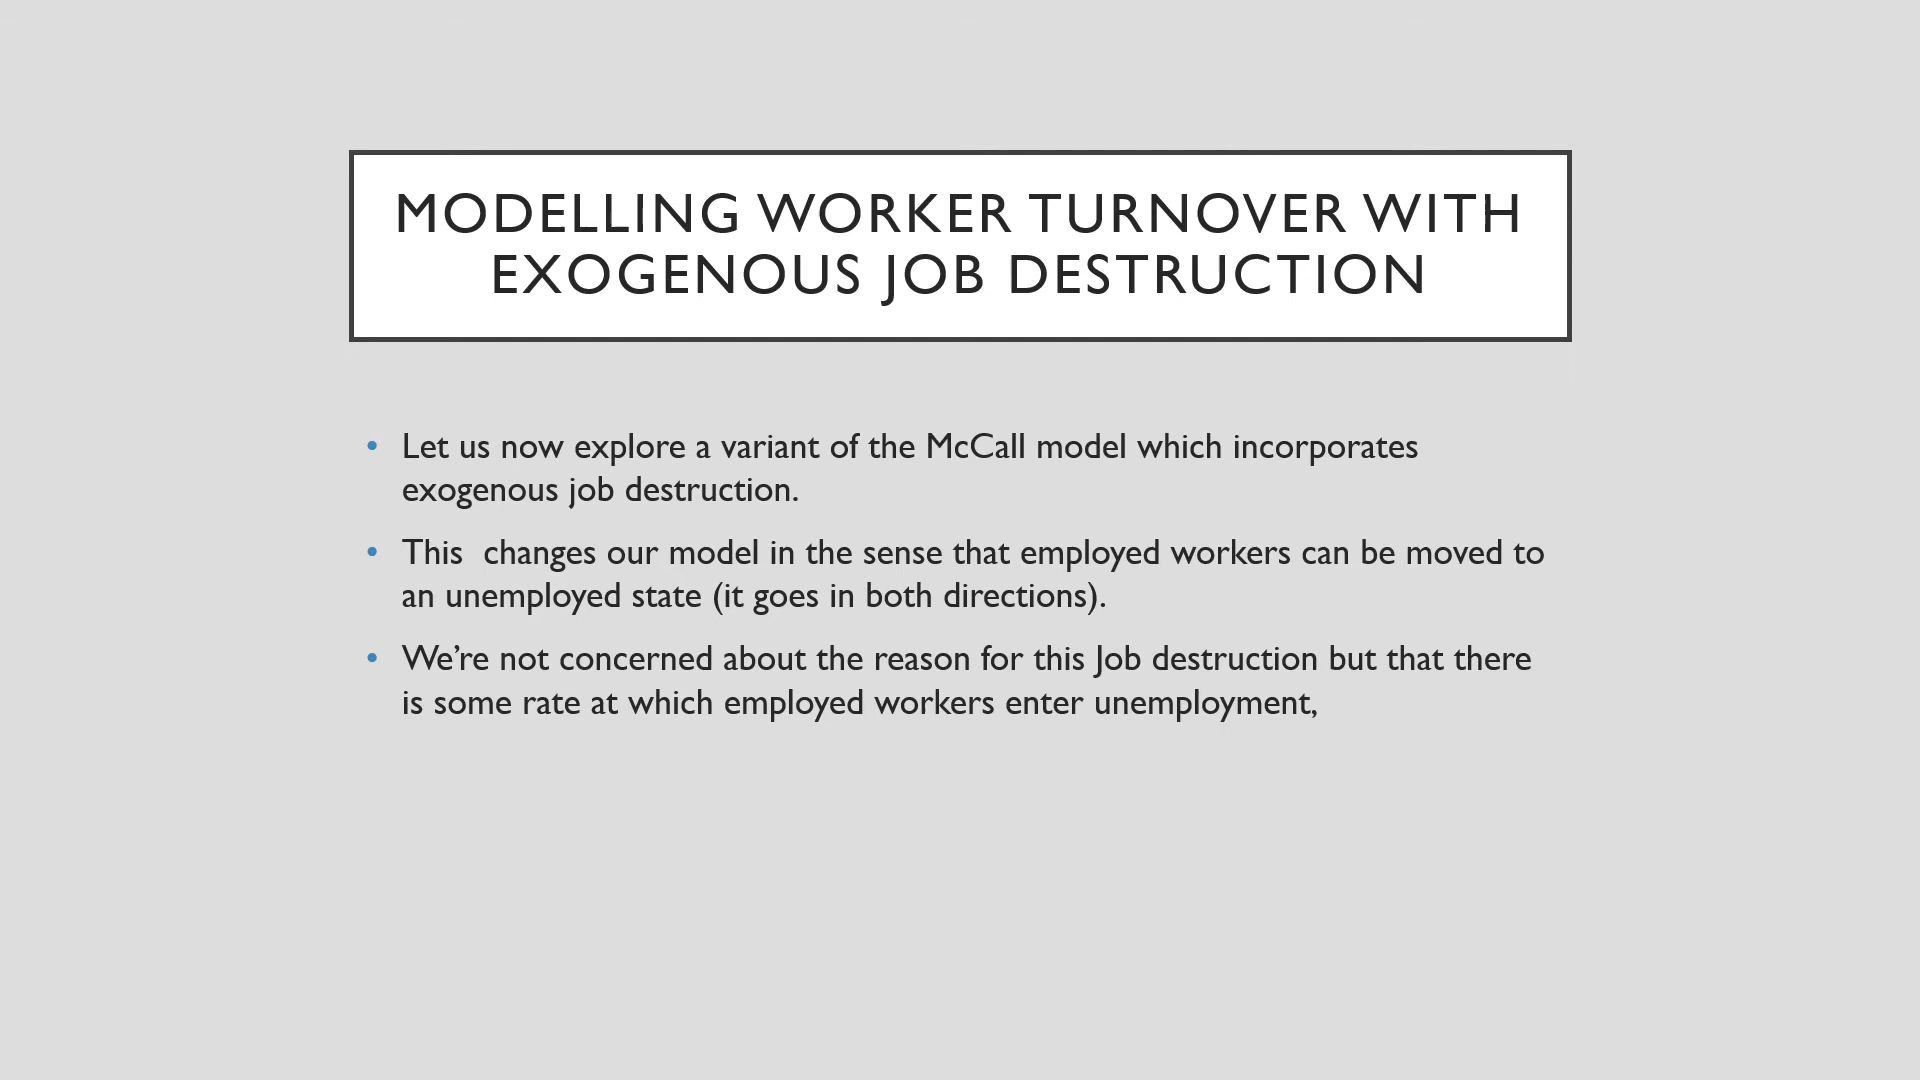 MODELLING WORKER TURNOVER WITH
EXOGENOUS JOB DESTRUCTION
• Let us now explore a variant of the McCall model which incorporates
exogenous job destruction.
• This  changes our model in the sense that employed workers can be moved to
an unemployed state (it goes in both directions).
• We’re not concerned about the reason for this Job destruction but that there
is some rate at which employed workers enter unemployment,